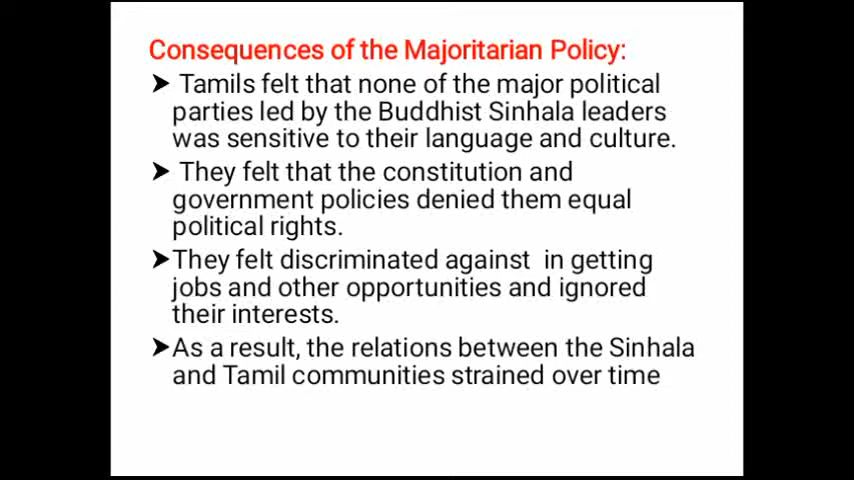 Consequences of the Majoritarian Policy:
➤ Tamils felt that none of the major political
parties led by the Buddhist Sinhala leaders
was sensitive to their language and culture.
➤ They felt that the constitution and
government policies denied them equal
political rights.
➤They felt discriminated against  in getting
jobs and other opportunities and ignored
their interests.
➤As a result, the relations between the Sinhala
and Tamil communities strained over time